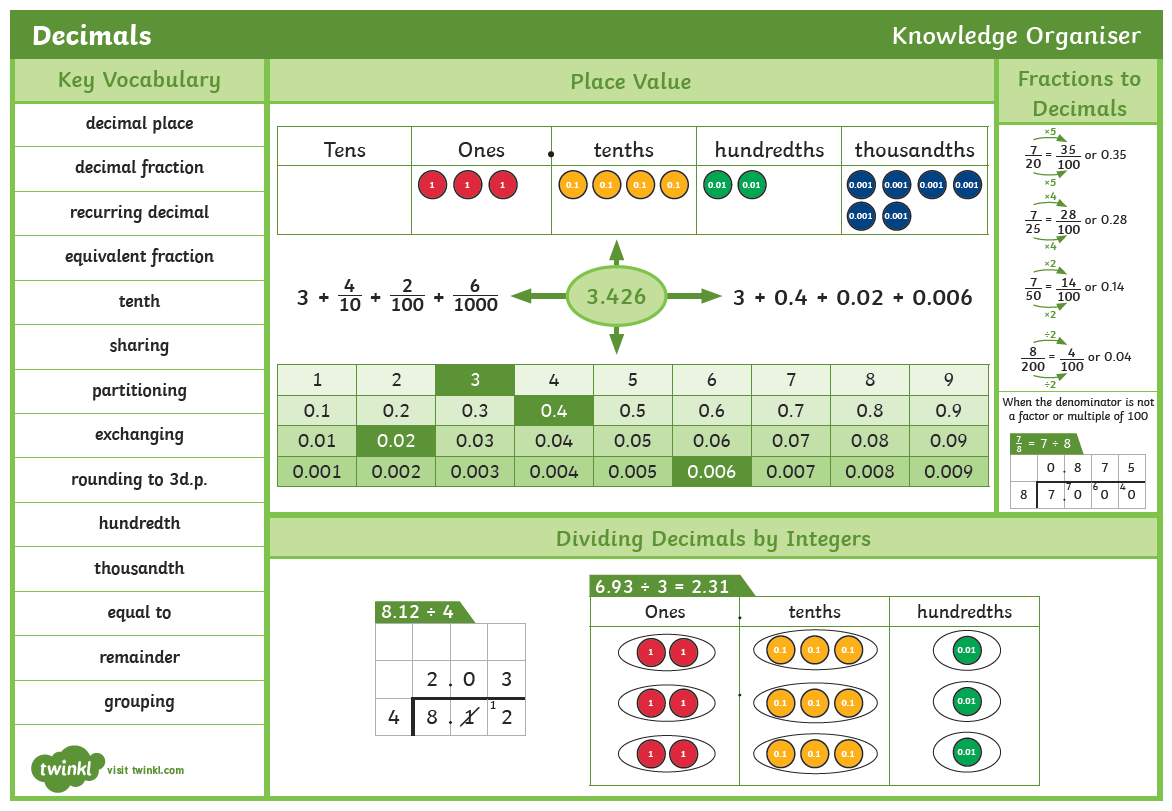 Decimals
Knowledge Organiser
Key Vocabulary
decimal place
decimal fraction
recurring decimal
equivalent fraction
tenth
sharing
partitioning
exchanging
rounding to 3d.p.
hundredth
thousandth
equal to
remainder
grouping
twinkl visit twinkl.com
Place Value
Tens Ones . tenths hundredths thousandths
1 1 1 0.1 0.1 0.1 0.1 0.01 0.01 0.001 0.001 0.001 0.001
0.001 0.001
3 + 4/10 + 2/100 + 6/1000
3.426
3 + 0.4 + 0.02 + 0.006
1 2 3 4 5 6 7 8 9
0.1 0.2 0.3 0.4 0.5 0.6 0.7 0.8 0.9
0.01 0.02 0.03 0.04 0.05 0.06 0.07 0.08 0.09
0.001 0.002 0.003 0.004 0.005 0.006 0.007 0.008 0.009
Fractions to
Decimals
×5
7/20 = 35/100 or 0.35
×5
×4
7/25 = 28/100 or 0.28
×4
×2
7/50 = 14/100 or 0.14
×2
÷2
8/200 = 4/100 or 0.04
÷2
When the denominator is not
a factor or multiple of 100
7/8 = 7 ÷ 8
0 . 8 7 5
8 7 . 7 0 6 0 4 0
Dividing Decimals by Integers
8.12 ÷ 4
2 . 0 3
4 8 . 1 1 2
6.93 ÷ 3 = 2.31
Ones . tenths hundredths
1 1 0.1 0.1 0.1 0.01
1 1 . 0.1 0.1 0.1 0.01
1 1 0.1 0.1 0.1 0.01